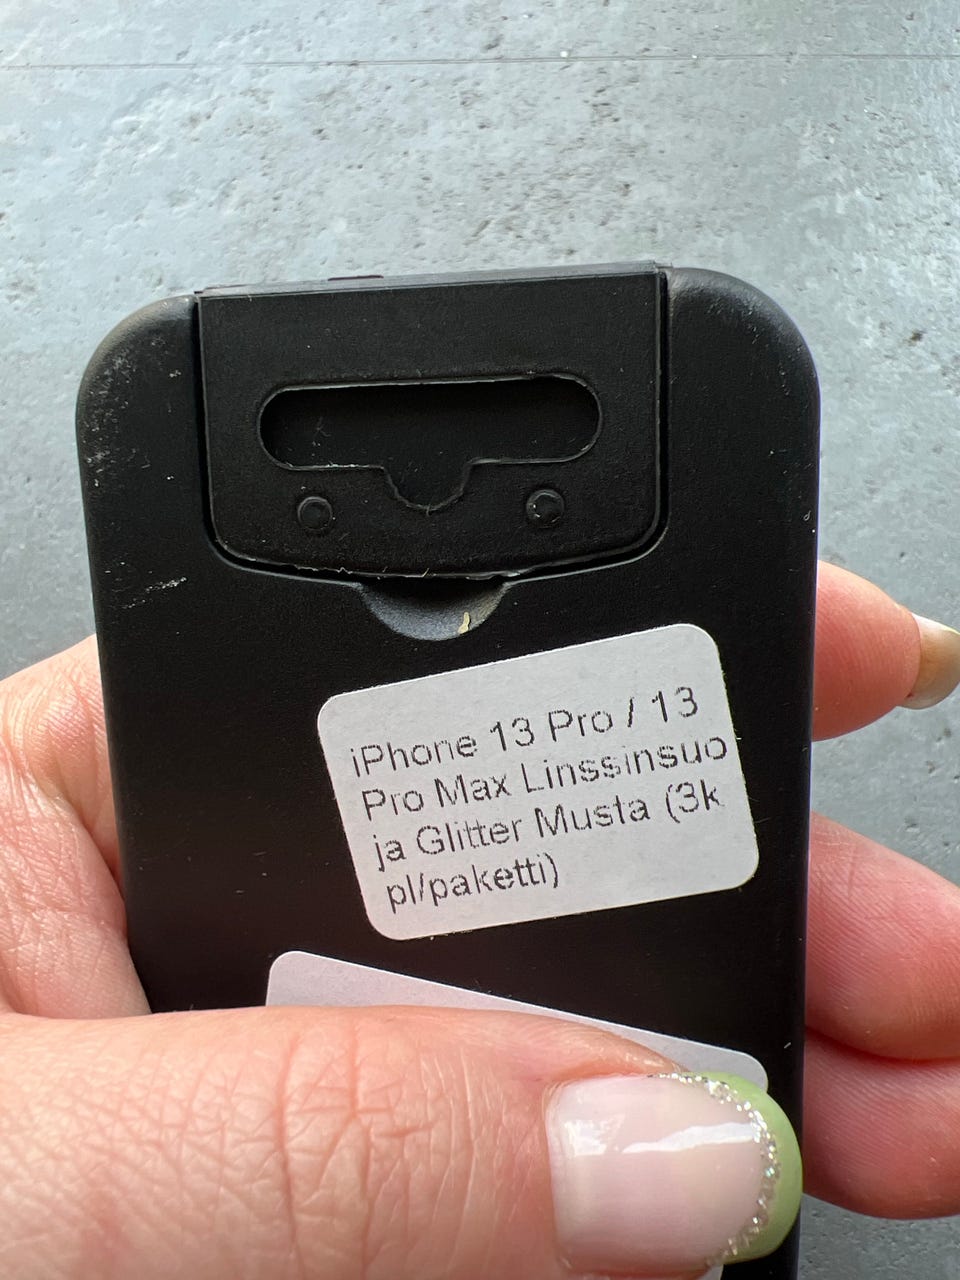 iPhone 13 Pro / 13
Pro Max Linssinsuo
ja Glitter Musta (3k
pl/paketti)